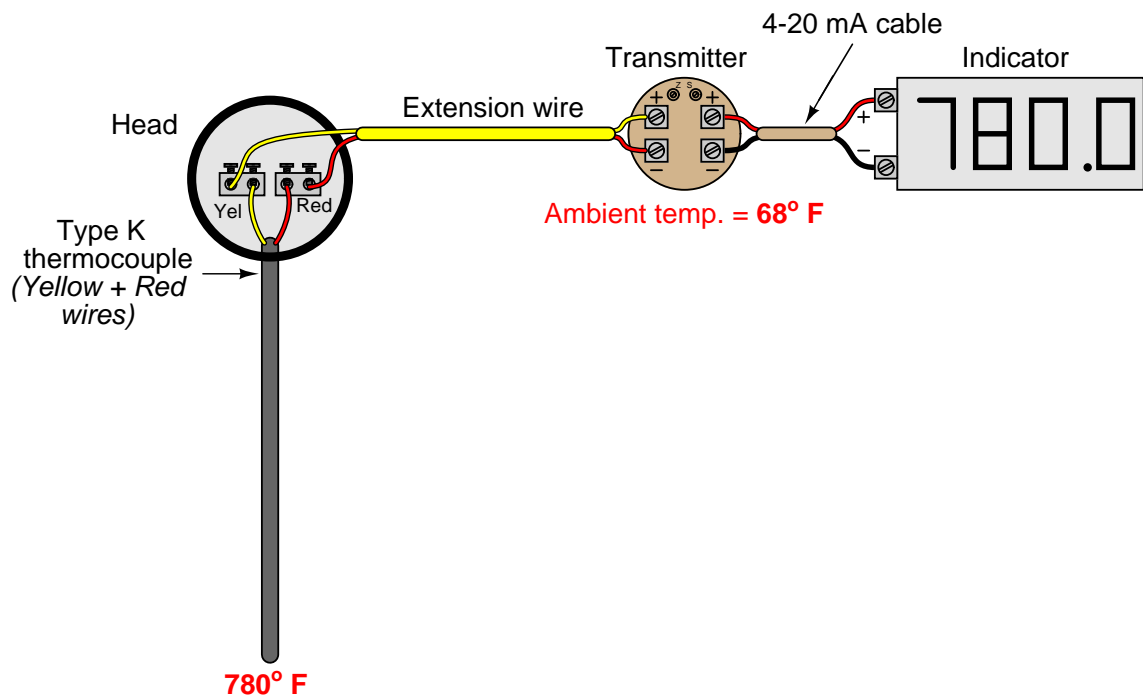 4-20 mA cable
Transmitter
Indicator
Head
Extension wire
Z S
+ +
− −
+
−
780.0
Yel
Red
Ambient temp. = 68° F
Type K
thermocouple
(Yellow + Red
wires)
780° F